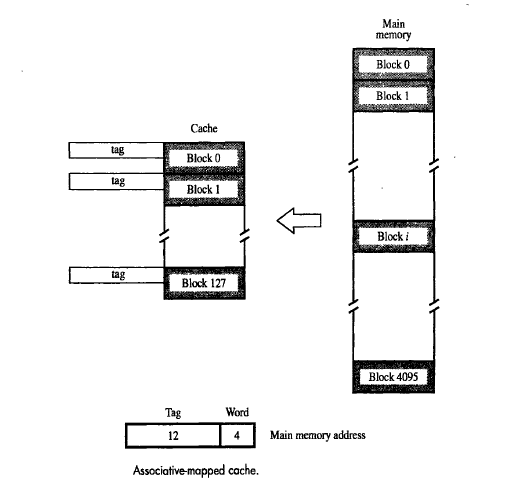 Main
memory
Block 0
Block 1
Cache
tag
Block 0
tag
Block 1
Block i
tag
Block 127
Block 4095
Tag Word
12 4 Main memory address
Associative-mapped cache.